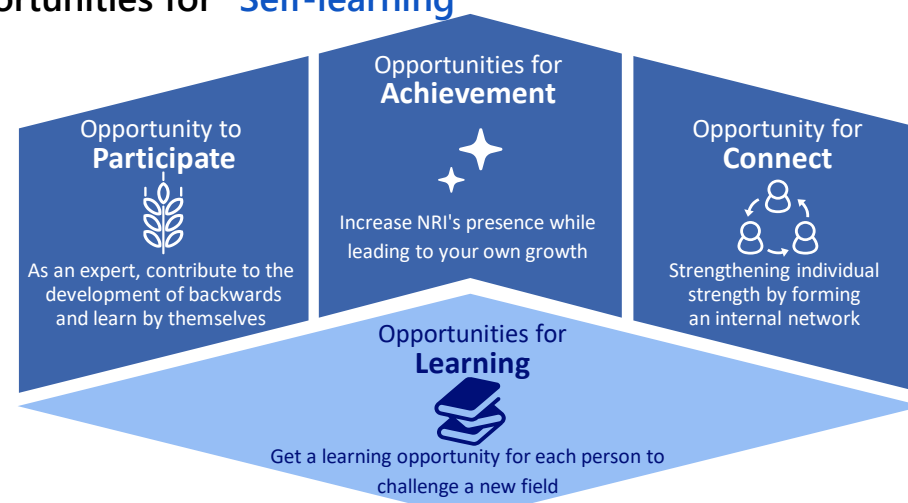 ortunities for "Self-learning"
Opportunity to
Participate
As an expert, contribute to the
development of backwards
and learn by themselves
Opportunities for
Achievement
Increase NRI's presence while
leading to your own growth
Opportunity for
Connect
Strengthening individual
strength by forming
an internal network
Opportunities for
Learning
Get a learning opportunity for each person to
challenge a new field